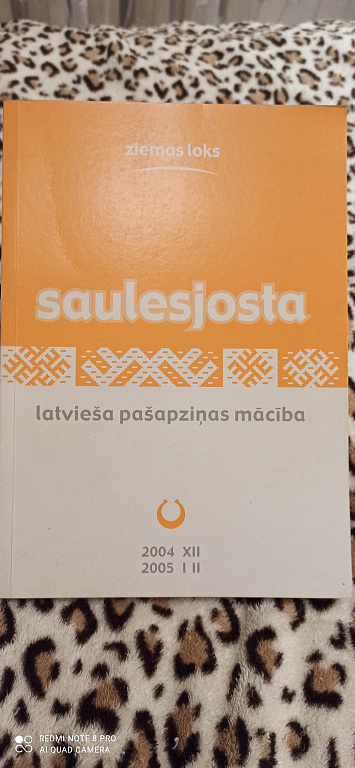 ziemas loks
saulesjosta
latvieša pašapziņas mācība
2004 XII
2005 I II
REDMI NOTE 8 PRO
AI QUAD CAMERA